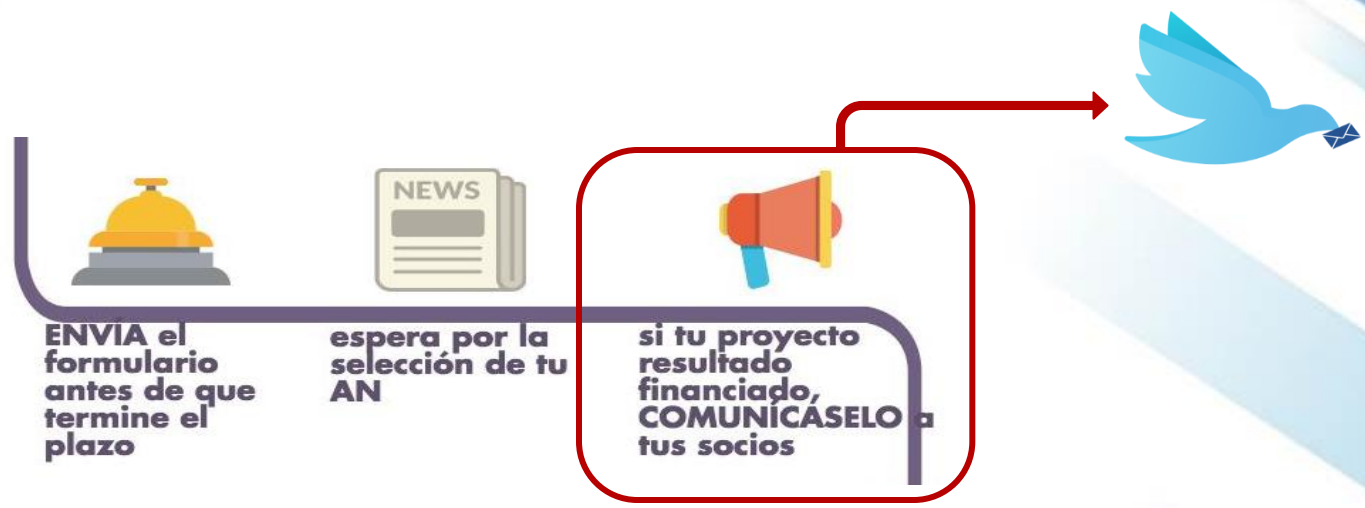 NEWS
ENVÍA el
formulario
antes de que
termine el
plazo
espera por la
selección de tu
AN
si tu proyecto
resultado
financiado,
COMUNÍCASELO a
tus socios